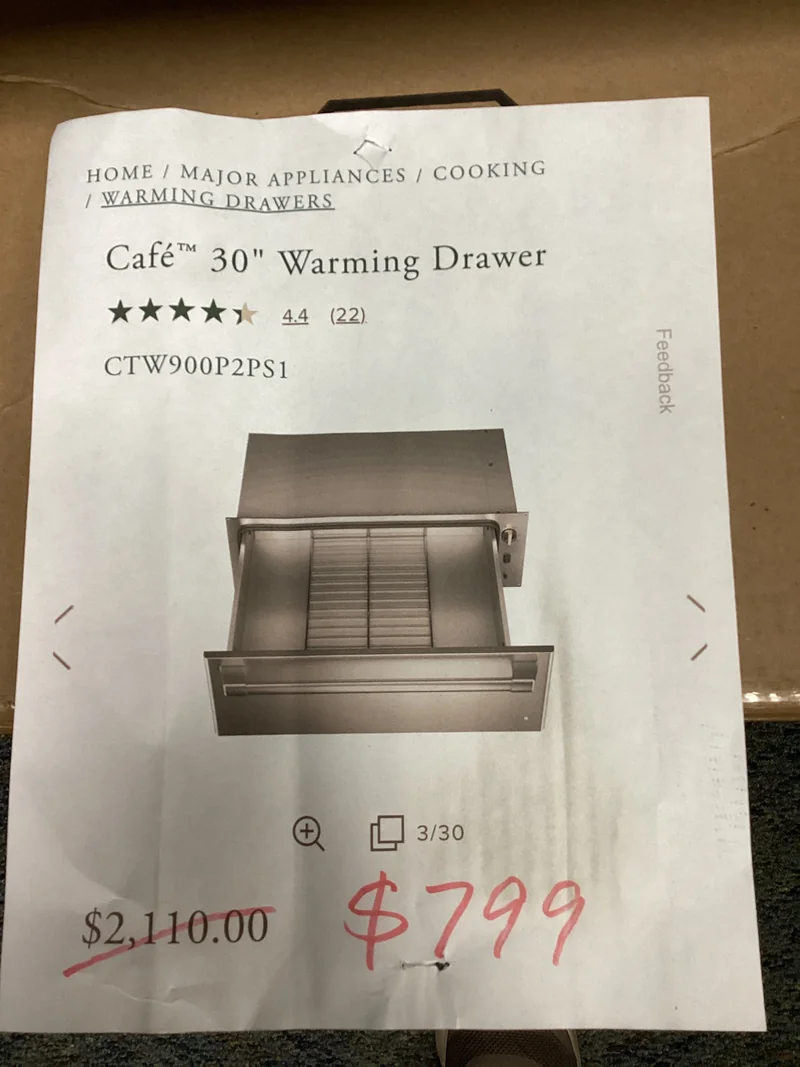 HOME / MAJOR APPLIANCES / COOKING
/ WARMING DRAWERS
Café™ 30" Warming Drawer
4.4 (22)
CTW900P2PS1
Feedback
3/30
$2,110.00 $799